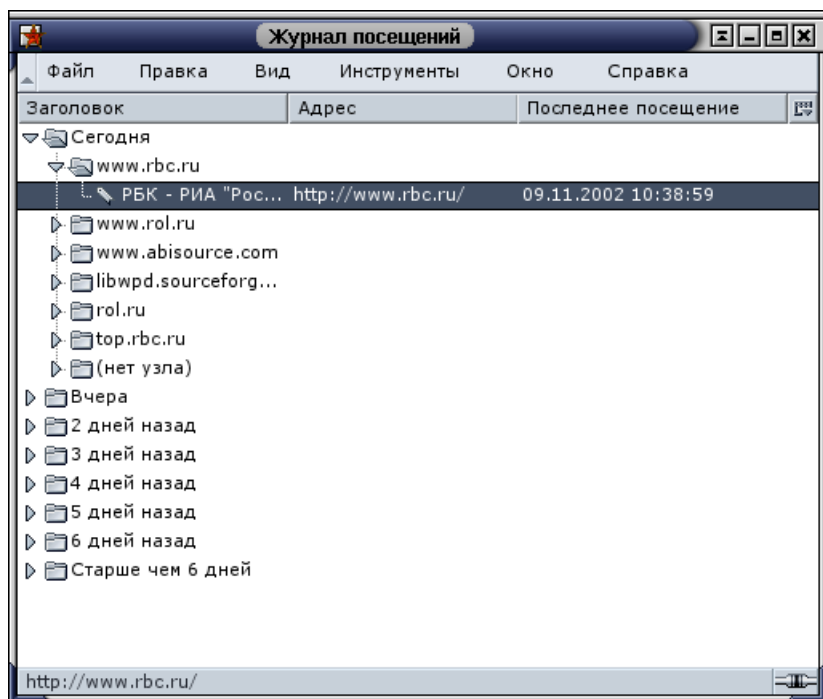 Журнал посещений
Файл Правка Вид Инструменты Окно Справка
Заголовок Адрес Последнее посещение
Сегодня
www.rbc.ru
РБК - РИА "Рос... http://www.rbc.ru/ 09.11.2002 10:38:59
www.rol.ru
www.abisource.com
libwpd.sourceforg...
rol.ru
top.rbc.ru
(нет узла)
Вчера
2 дней назад
3 дней назад
4 дней назад
5 дней назад
6 дней назад
Старше чем 6 дней
http://www.rbc.ru/